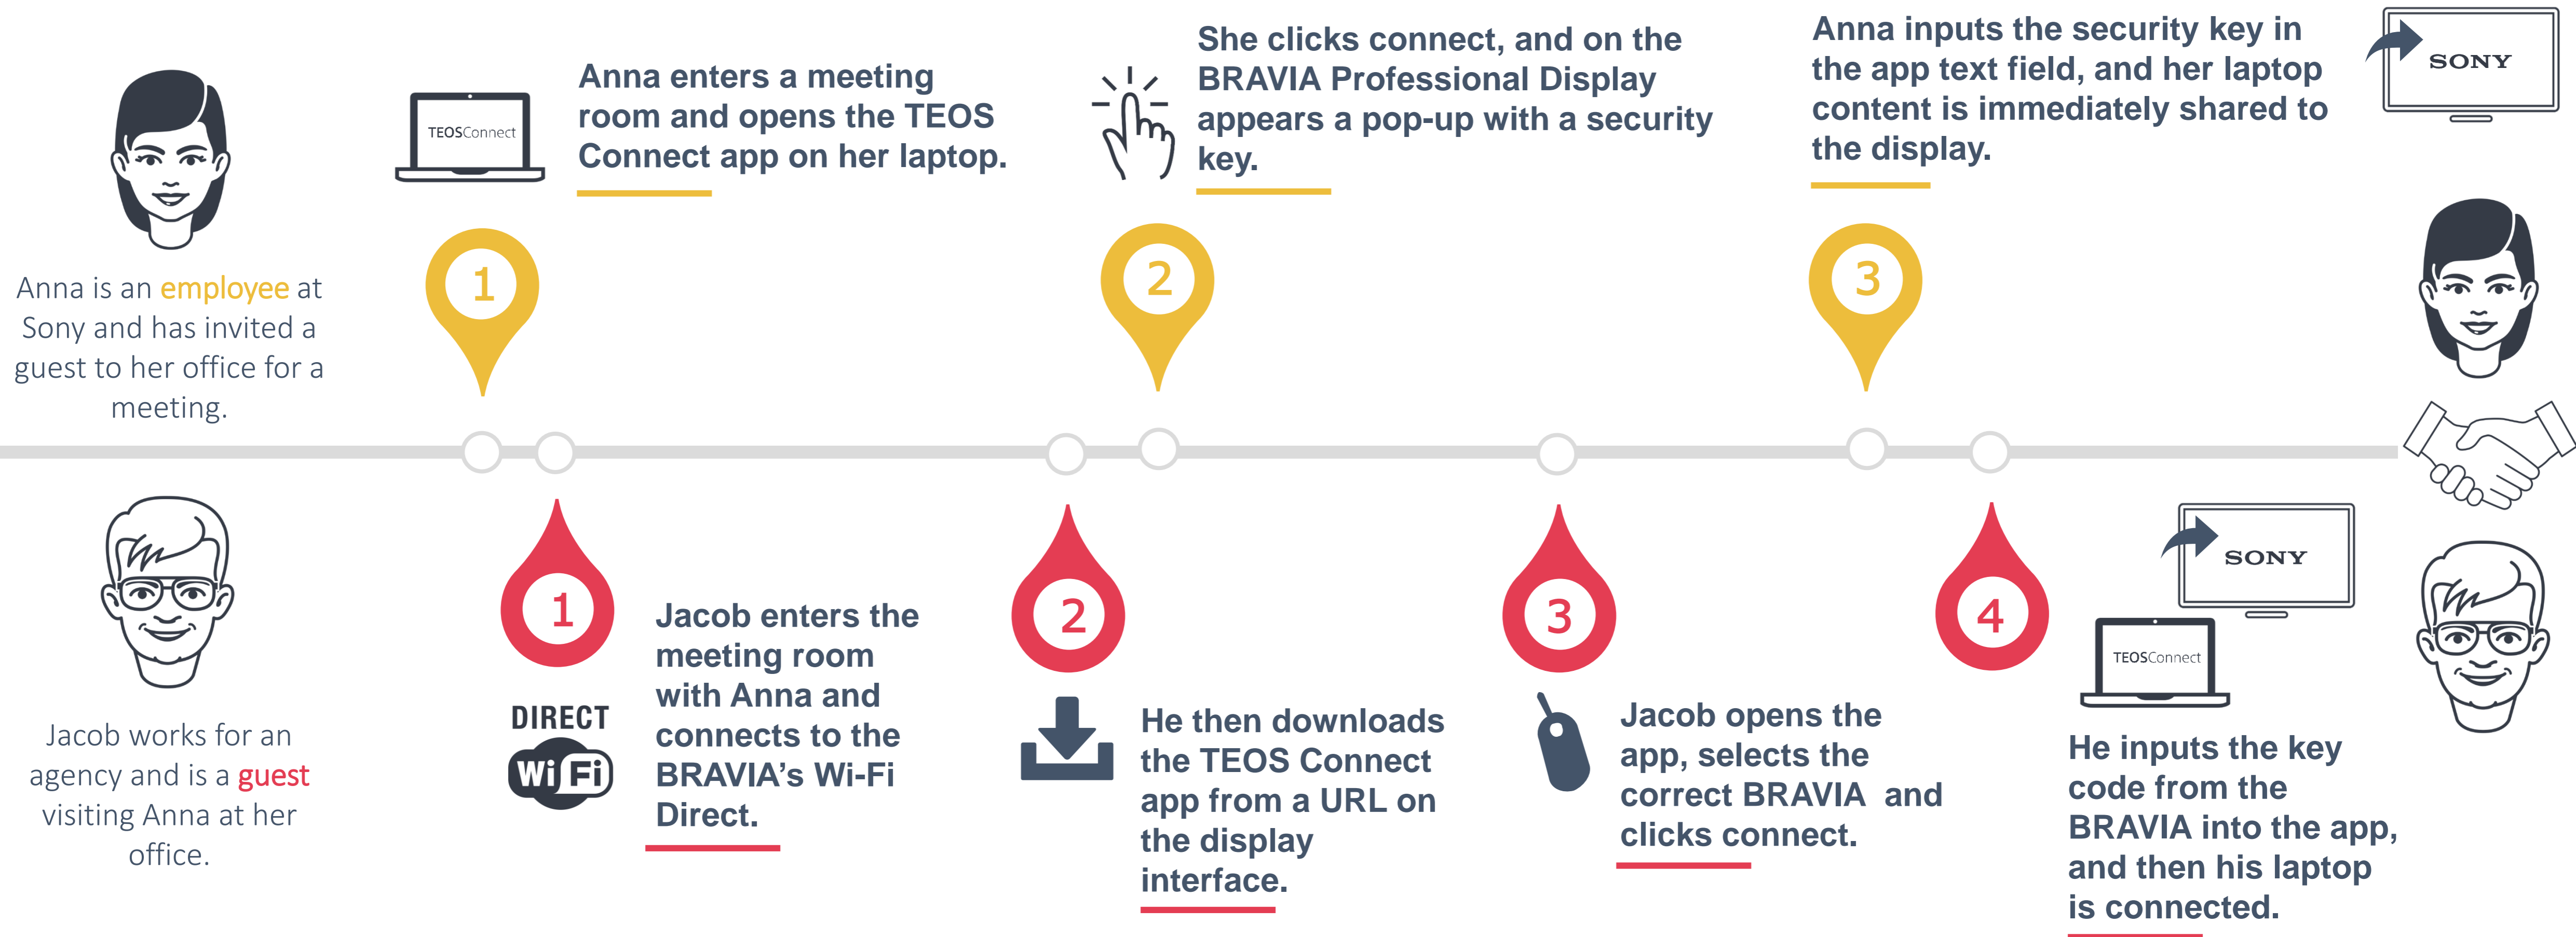 Anna is an employee at
Sony and has invited a
guest to her office for a
meeting.
TEOSConnect
Anna enters a meeting
room and opens the TEOS
Connect app on her laptop.
1
She clicks connect, and on the
BRAVIA Professional Display
appears a pop-up with a security
key.
2
Anna inputs the security key in
the app text field, and her laptop
content is immediately shared to
the display.
3
SONY
Jacob works for an
agency and is a guest
visiting Anna at her
office.
1
DIRECT
Wi Fi
Jacob enters the
meeting room
with Anna and
connects to the
BRAVIA’s Wi-Fi
Direct.
2
He then downloads
the TEOS Connect
app from a URL on
the display
interface.
3
Jacob opens the
app, selects the
correct BRAVIA and
clicks connect.
4
SONY
TEOSConnect
He inputs the key
code from the
BRAVIA into the app,
and then his laptop
is connected.